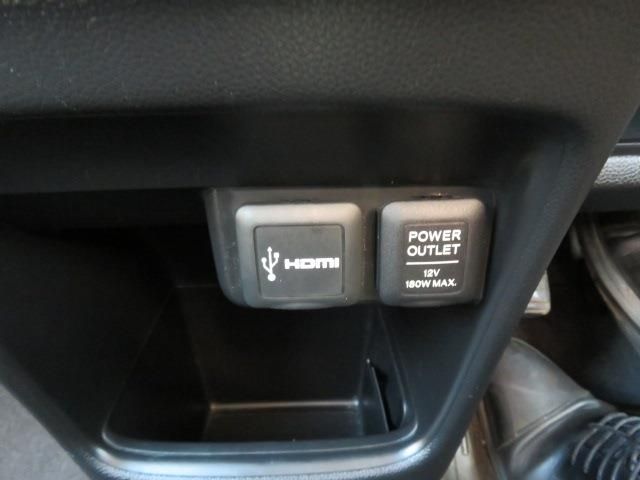 HDMI
POWER
OUTLET
12V
180W MAX.